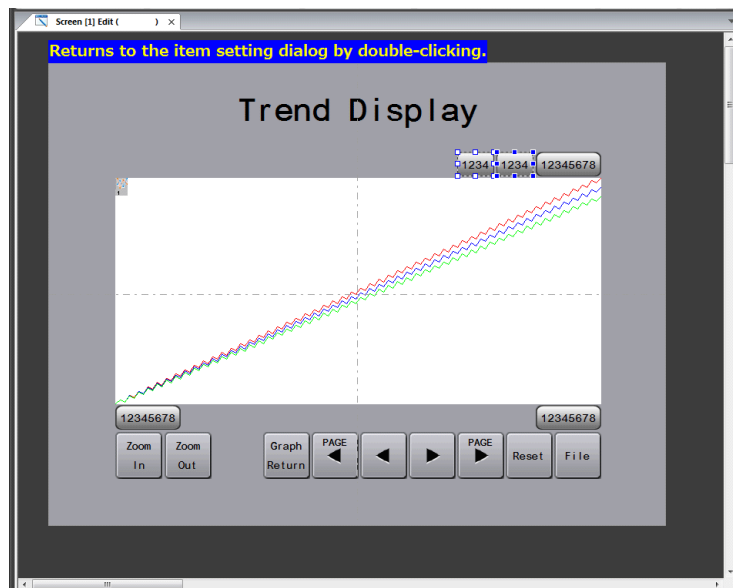 Screen [1] Edit ( )
Returns to the item setting dialog by double-clicking.
Trend Display
1234 1234 12345678
12345678 12345678
Zoom In
Zoom Out
Graph Return
PAGE
PAGE
Reset
File